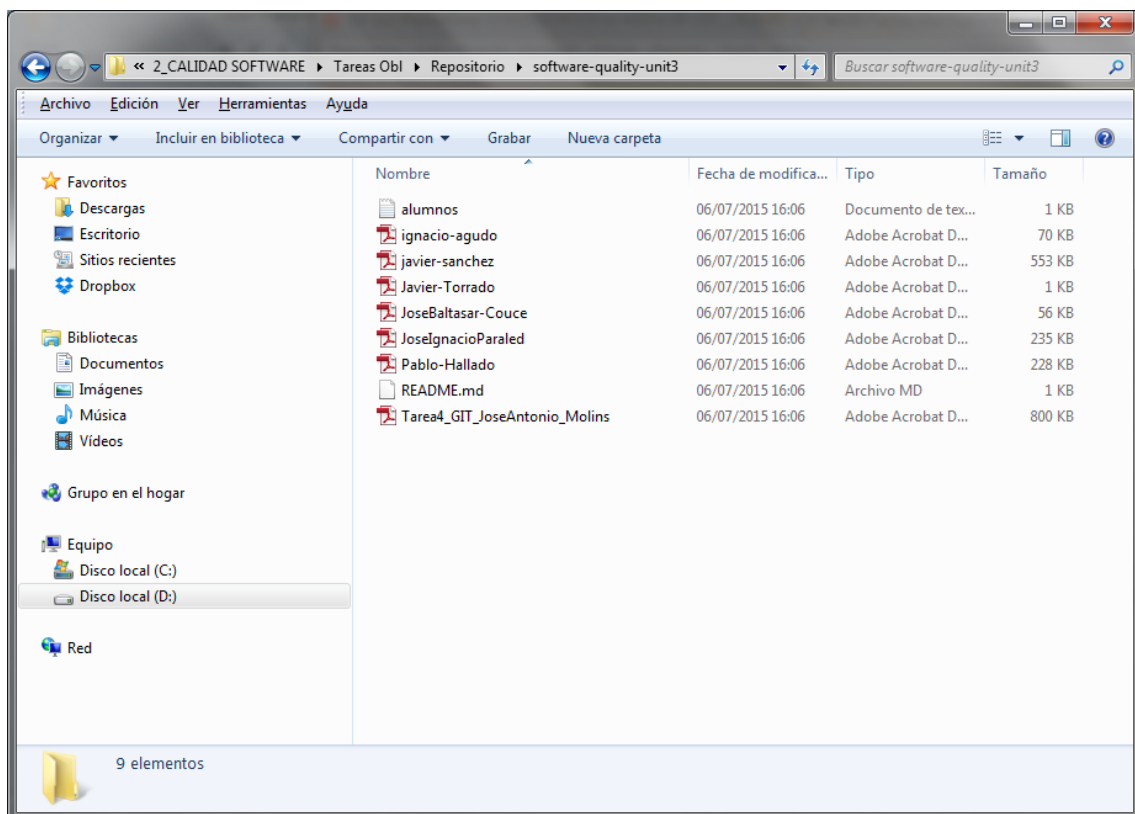 « 2_CALIDAD SOFTWARE ▸ Tareas Obl ▸ Repositorio ▸ software-quality-unit3 Buscar software-quality-unit3
Archivo Edición Ver Herramientas Ayuda
Organizar Incluir en biblioteca Compartir con Grabar Nueva carpeta
Nombre Fecha de modifica... Tipo Tamaño
Favoritos
Descargas
Escritorio
Sitios recientes
Dropbox
Bibliotecas
Documentos
Imágenes
Música
Vídeos
Grupo en el hogar
Equipo
Disco local (C:)
Disco local (D:)
Red
alumnos 06/07/2015 16:06 Documento de tex... 1 KB
ignacio-agudo 06/07/2015 16:06 Adobe Acrobat D... 70 KB
javier-sanchez 06/07/2015 16:06 Adobe Acrobat D... 553 KB
Javier-Torrado 06/07/2015 16:06 Adobe Acrobat D... 1 KB
JoseBaltasar-Couce 06/07/2015 16:06 Adobe Acrobat D... 56 KB
JoseIgnacioParaled 06/07/2015 16:06 Adobe Acrobat D... 235 KB
Pablo-Hallado 06/07/2015 16:06 Adobe Acrobat D... 228 KB
README.md 06/07/2015 16:06 Archivo MD 1 KB
Tarea4_GIT_JoseAntonio_Molins 06/07/2015 16:06 Adobe Acrobat D... 800 KB
9 elementos